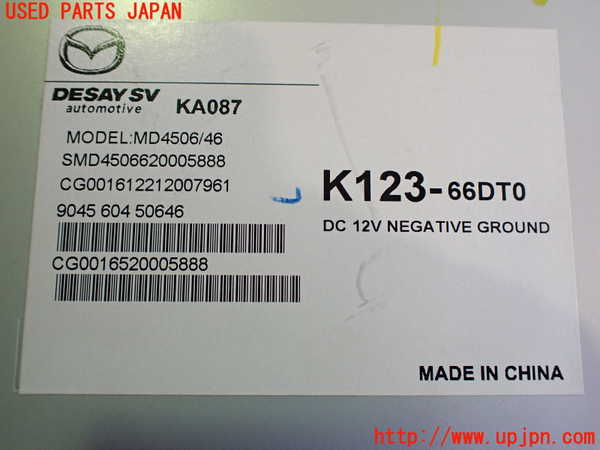 USED PARTS JAPAN
DESAY SV
automotive
KA087
MODEL:MD4506/46
SMD4506620005888
CG001612212007961
9045 604 50646
CG0016520005888
K123-66DT0
DC 12V NEGATIVE GROUND
MADE IN CHINA
http://www.upjpn.com